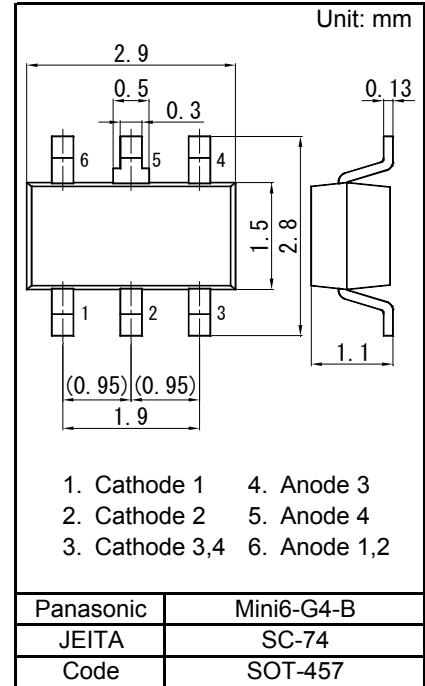 Unit: mm
2.9
0.5
0.3
0.13
6
5
4
1.5
2.8
1
2
3
1.1
(0.95) (0.95)
1.9
1. Cathode 1 4. Anode 3
2. Cathode 2 5. Anode 4
3. Cathode 3,4 6. Anode 1,2
Panasonic Mini6-G4-B
JEITA SC-74
Code SOT-457